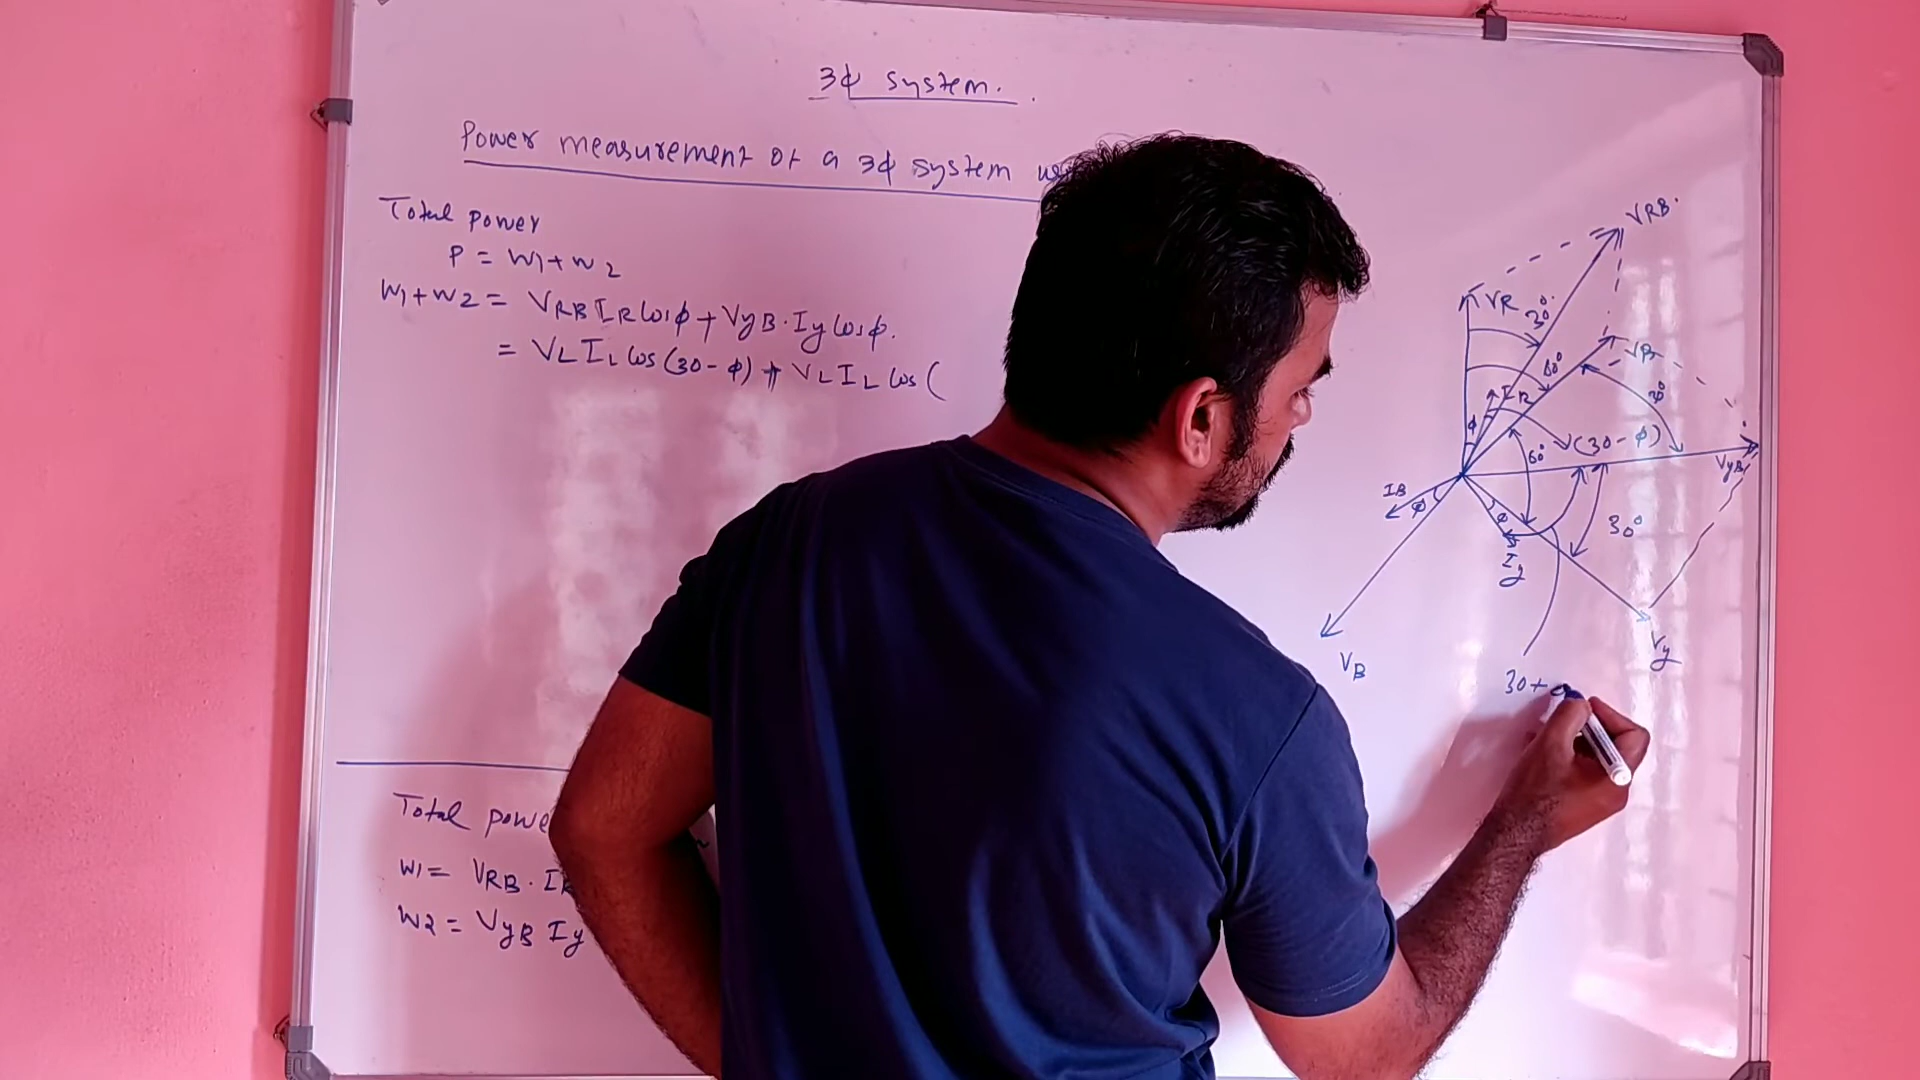 3ϕ system.
Power measurement of a 3ϕ system
Total power
P = W1+W2
W1+W2 = VRB IR cosϕ + VyB . Iy cosϕ.
= VL IL cos(30-ϕ) + VL IL cos(
VRB.
VR
30°
VB
60°
IR
30°
ϕ
(30-ϕ)
60°
VyB
IB
ϕ
ϕ
30°
Iy
Vy
VB
30+
Total powe
W1 = VRB . IR
W2 = VyB Iy